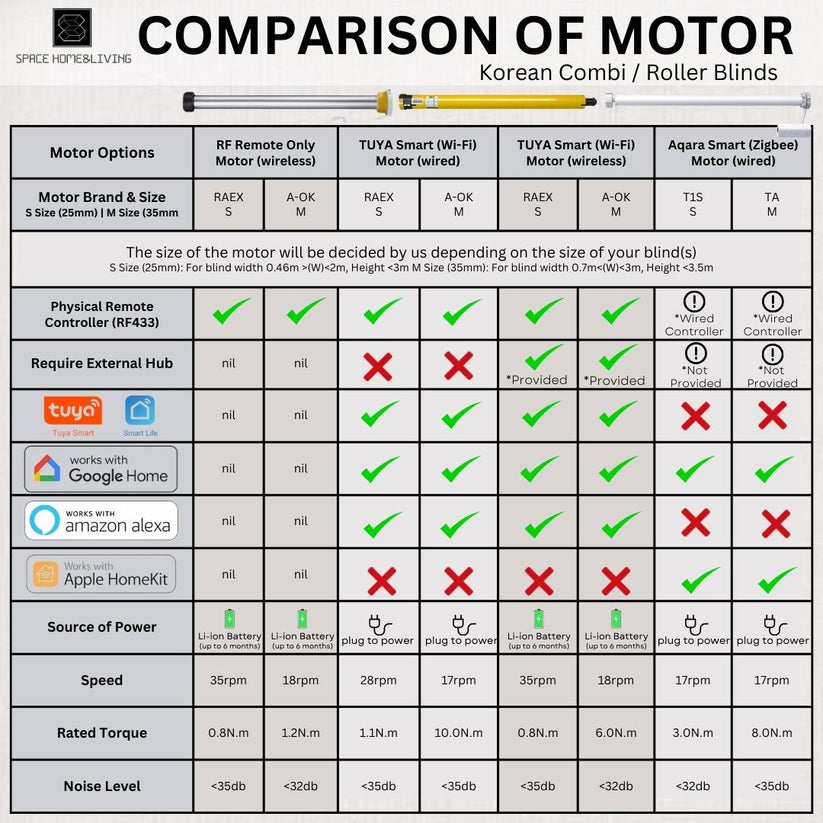 SPACE HOME&LIVING
COMPARISON OF MOTOR
Korean Combi / Roller Blinds
Motor Options
RF Remote Only
Motor (wireless)
TUYA Smart (Wi-Fi)
Motor (wired)
TUYA Smart (Wi-Fi)
Motor (wireless)
Aqara Smart (Zigbee)
Motor (wired)
Motor Brand & Size
S Size (25mm) | M Size (35mm
RAEX
S
A-OK
M
RAEX
S
A-OK
M
RAEX
S
A-OK
M
T1S
S
TA
M
The size of the motor will be decided by us depending on the size of your blind(s)
S Size (25mm): For blind width 0.46m >(W)<2m, Height <3m M Size (35mm): For blind width 0.7m<(W)<3m, Height <3.5m
Physical Remote
Controller (RF433)
*Wired
Controller
*Wired
Controller
Require External Hub
nil
nil
*Provided
*Provided
*Not
Provided
*Not
Provided
tuya
Tuya Smart
Smart Life
nil
nil
works with
Google Home
nil
nil
WORKS WITH
amazon alexa
nil
nil
Works with
Apple HomeKit
nil
nil
Source of Power
Li-ion Battery
(up to 6 months)
Li-ion Battery
(up to 6 months)
plug to power
plug to power
Li-ion Battery
(up to 6 months)
Li-ion Battery
(up to 6 months)
plug to power
plug to power
Speed
35rpm
18rpm
28rpm
17rpm
35rpm
18rpm
17rpm
17rpm
Rated Torque
0.8N.m
1.2N.m
1.1N.m
10.0N.m
0.8N.m
6.0N.m
3.0N.m
8.0N.m
Noise Level
<35db
<32db
<35db
<35db
<35db
<32db
<32db
<35db